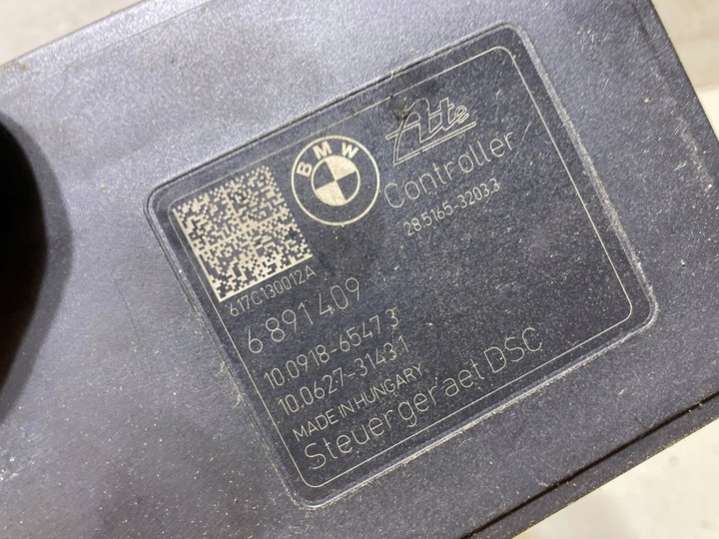 BMW
Ate
Controller
28.5165-3203.3
617C130012A
6 891 409
10.0918-6547.3
10.0627-3143.1
MADE IN HUNGARY
Steuergeraet DSC